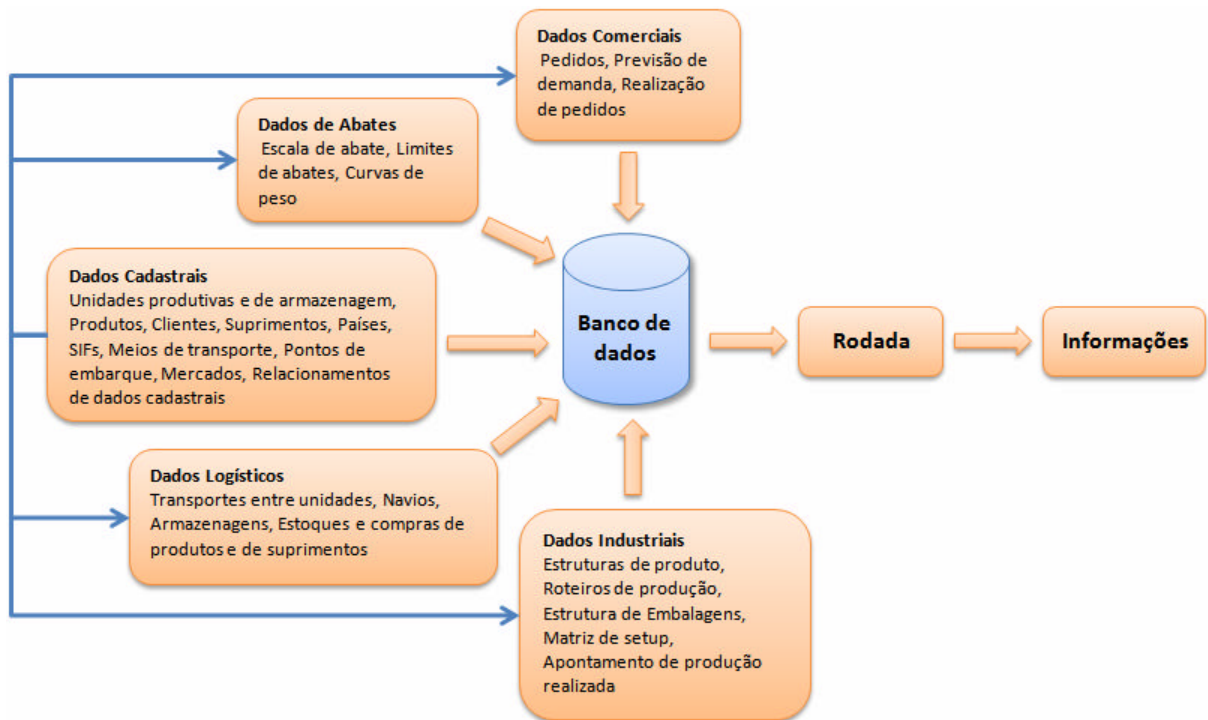 Dados Comerciais
Pedidos, Previsão de
demanda, Realização
de pedidos
Dados de Abates
Escala de abate, Limites
de abates, Curvas de
peso
Dados Cadastrais
Unidades produtivas e de armazenagem,
Produtos, Clientes, Suprimentos, Países,
SIFs, Meios de transporte, Pontos de
embarque, Mercados, Relacionamentos
de dados cadastrais
Banco de
dados
Rodada
Informações
Dados Logísticos
Transportes entre unidades, Navios,
Armazenagens, Estoques e compras de
produtos e de suprimentos
Dados Industriais
Estruturas de produto,
Roteiros de produção,
Estrutura de Embalagens,
Matriz de setup,
Apontamento de produção
realizada